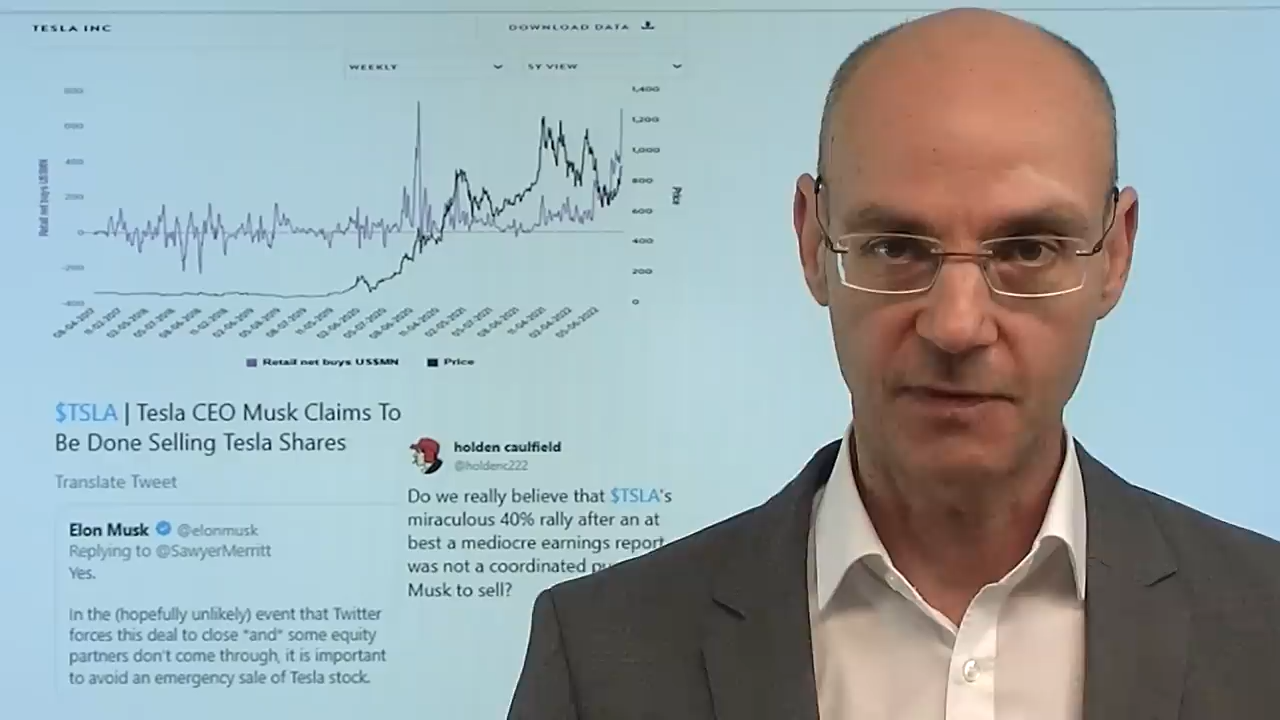 TESLA INC
DOWNLOAD DATA
WEEKLY
5Y VIEW
800
600
400
200
0
-200
-400
Retail net buys US$MN
1,400
1,200
1,000
800
600
400
200
0
Price
Retail net buys US$MN
Price
$TSLA | Tesla CEO Musk Claims To
Be Done Selling Tesla Shares
Translate Tweet
Elon Musk @elonmusk
Replying to @SawyerMerritt
Yes.
In the (hopefully unlikely) event that Twitter
forces this deal to close *and* some equity
partners don't come through, it is important
to avoid an emergency sale of Tesla stock.
holden caulfield
@holdenc222
Do we really believe that $TSLA's
miraculous 40% rally after an at
best a mediocre earnings report
was not a coordinated
Musk to sell?